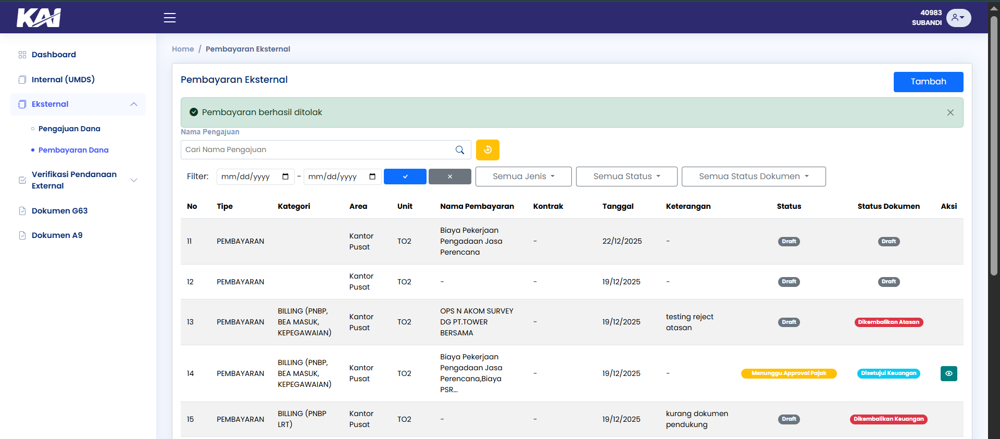 KAI
40983
SUBANDI
Dashboard
Internal (UMDS)
Eksternal
Pengajuan Dana
Pembayaran Dana
Verifikasi Pendanaan
External
Dokumen G63
Dokumen A9
Home / Pembayaran Eksternal
Pembayaran Eksternal
Tambah
Pembayaran berhasil ditolak
Nama Pengajuan
Cari Nama Pengajuan
Filter: mm/dd/yyyy - mm/dd/yyyy Semua Jenis Semua Status Semua Status Dokumen
No Tipe Kategori Area Unit Nama Pembayaran Kontrak Tanggal Keterangan Status Status Dokumen Aksi
11 PEMBAYARAN Kantor Pusat TO2 Biaya Pekerjaan Pengadaan Jasa Perencana - 22/12/2025 - Draft Draft
12 PEMBAYARAN Kantor Pusat TO2 - - 19/12/2025 - Draft Draft
13 PEMBAYARAN BILLING (PNBP, BEA MASUK, KEPEGAWAIAN) Kantor Pusat TO2 OPS N AKOM SURVEY DG PT.TOWER BERSAMA - 19/12/2025 testing reject atasan Draft Dikembalikan Atasan
14 PEMBAYARAN BILLING (PNBP, BEA MASUK, KEPEGAWAIAN) Kantor Pusat TO2 Biaya Pekerjaan Pengadaan Jasa Perencana,Biaya PSR... - 19/12/2025 - Menunggu Approval Pajak Disetujui Keuangan
15 PEMBAYARAN BILLING (PNBP LRT) Kantor Pusat TO2 - - 19/12/2025 kurang dokumen pendukung Draft Dikembalikan Keuangan